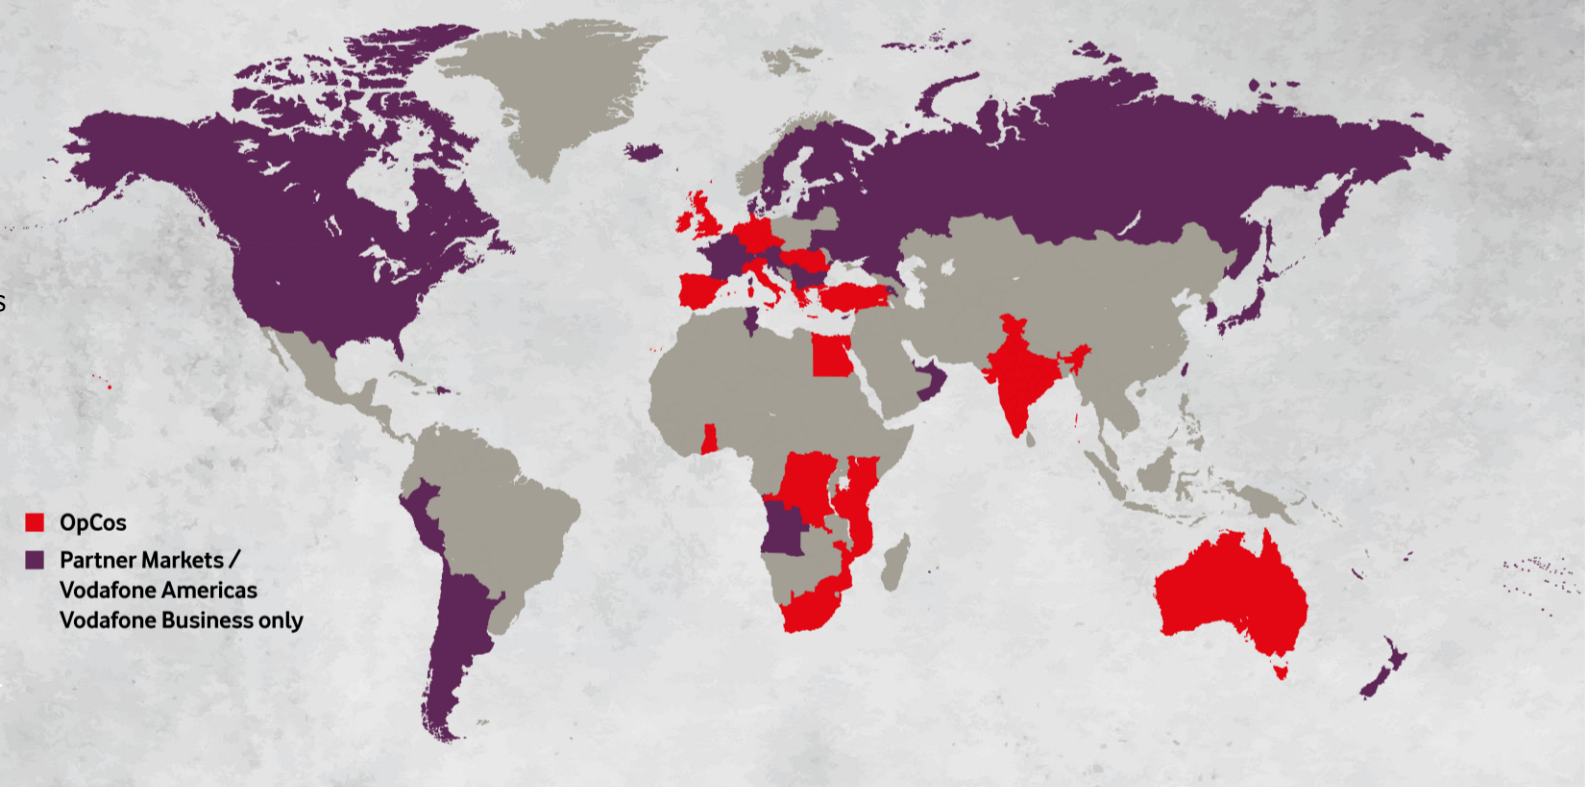 s
OpCos
Partner Markets /
Vodafone Americas
Vodafone Business only